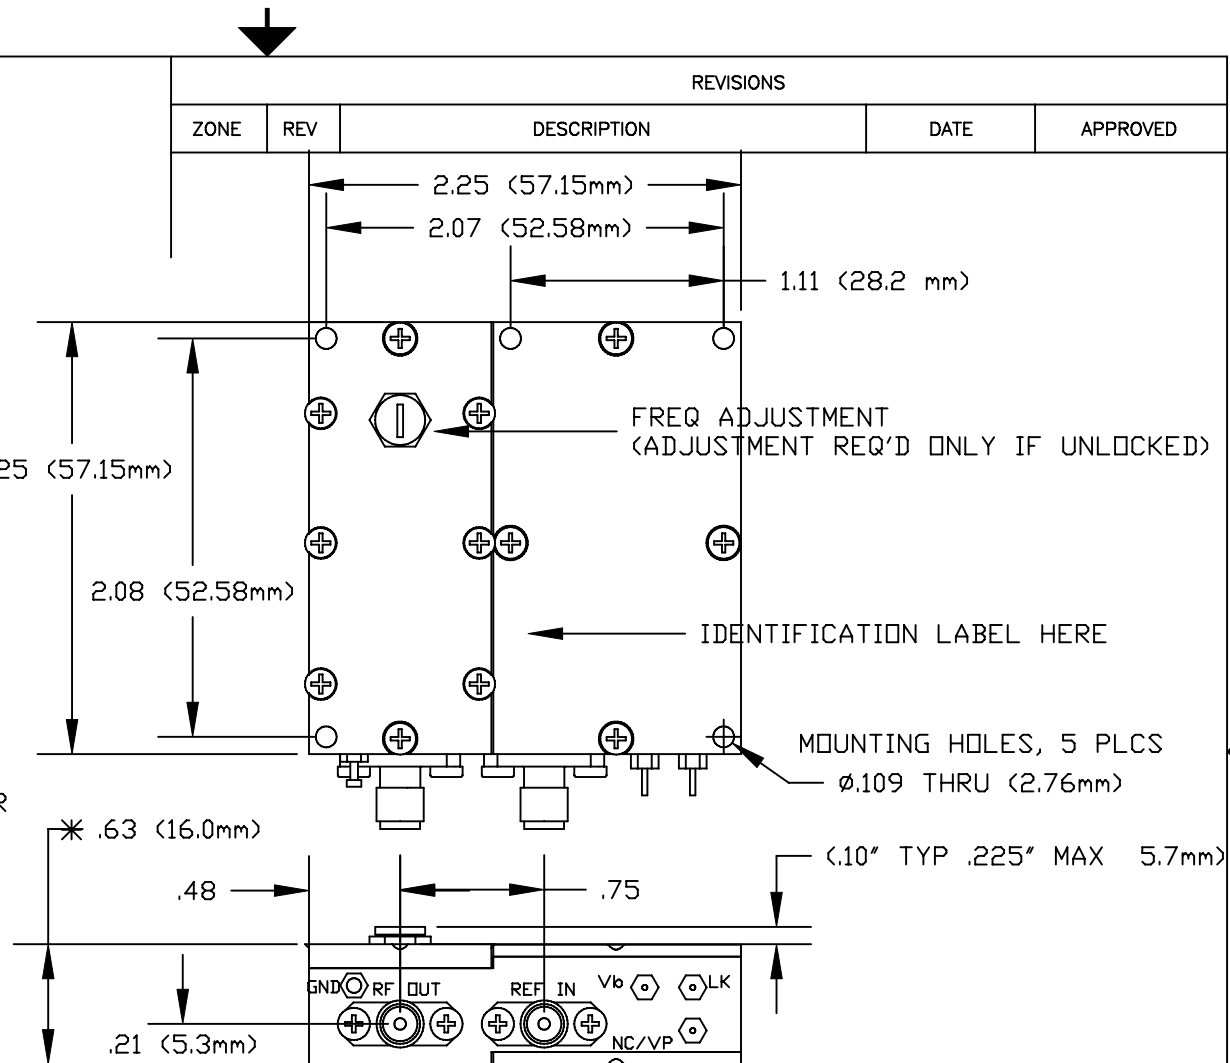 REVISIONS
ZONE REV DESCRIPTION DATE APPROVED
2.25 (57.15mm)
2.07 (52.58mm)
1.11 (28.2 mm)
FREQ ADJUSTMENT
(ADJUSTMENT REQ'D ONLY IF UNLOCKED)
25 (57.15mm)
2.08 (52.58mm)
IDENTIFICATION LABEL HERE
MOUNTING HOLES, 5 PLCS
Ø.109 THRU (2.76mm)
R
.63 (16.0mm)
(.10" TYP .225" MAX 5.7mm)
.48 .75
GND RF OUT REF IN Vb LK
NC/VP
.21 (5.3mm)